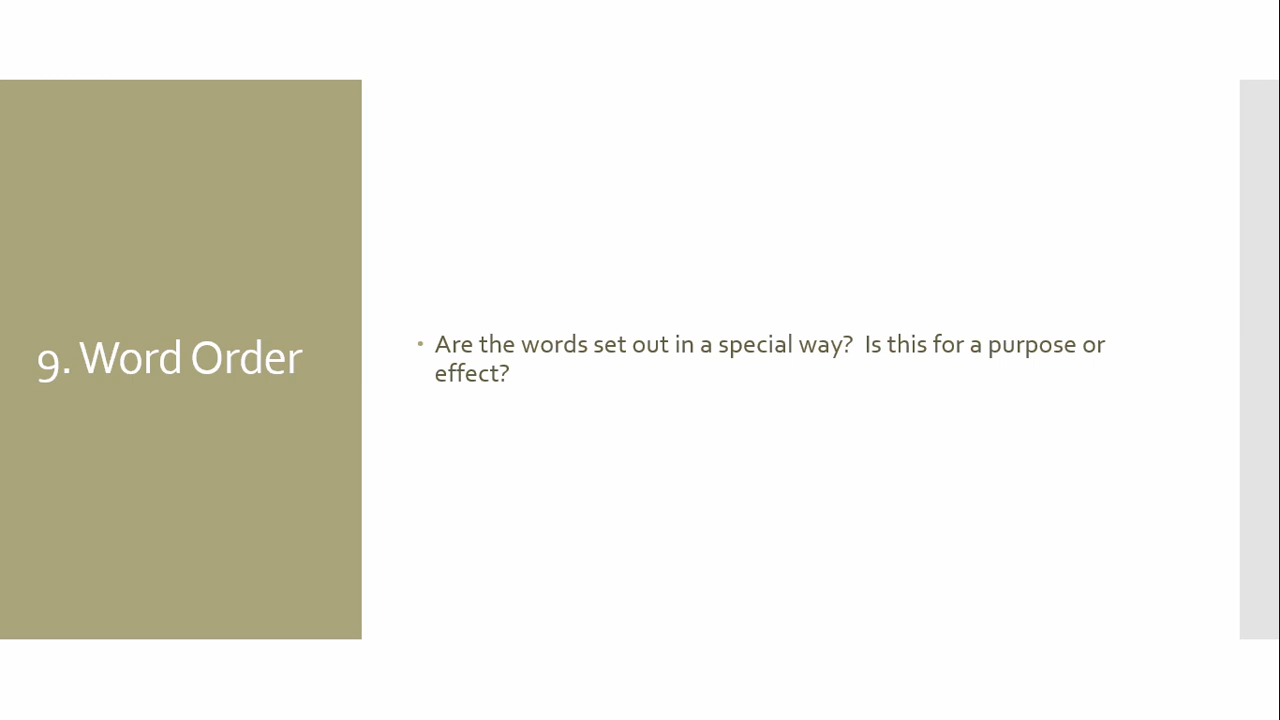 9. Word Order
• Are the words set out in a special way?  Is this for a purpose or
effect?